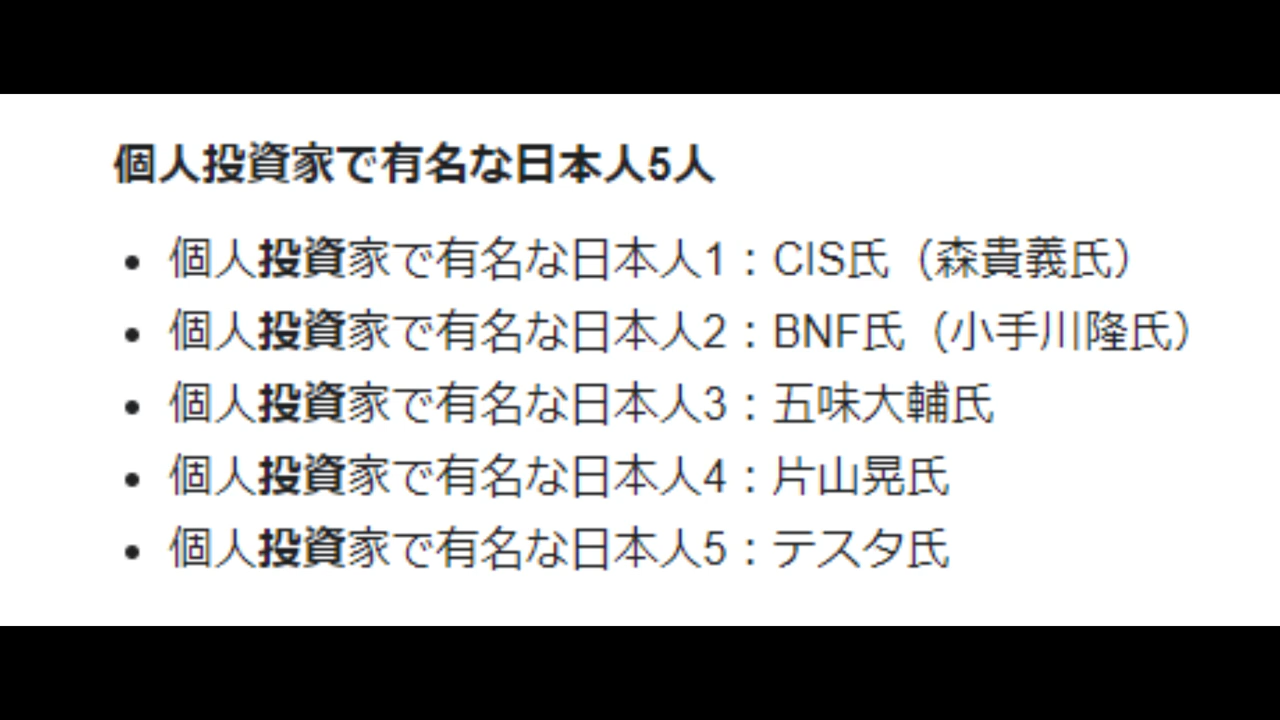 個人投資家で有名な日本人5人
• 個人投資家で有名な日本人1：CIS氏（森貴義氏）
• 個人投資家で有名な日本人2：BNF氏（小手川隆氏）
• 個人投資家で有名な日本人3：五味大輔氏
• 個人投資家で有名な日本人4：片山晃氏
• 個人投資家で有名な日本人5：テスタ氏